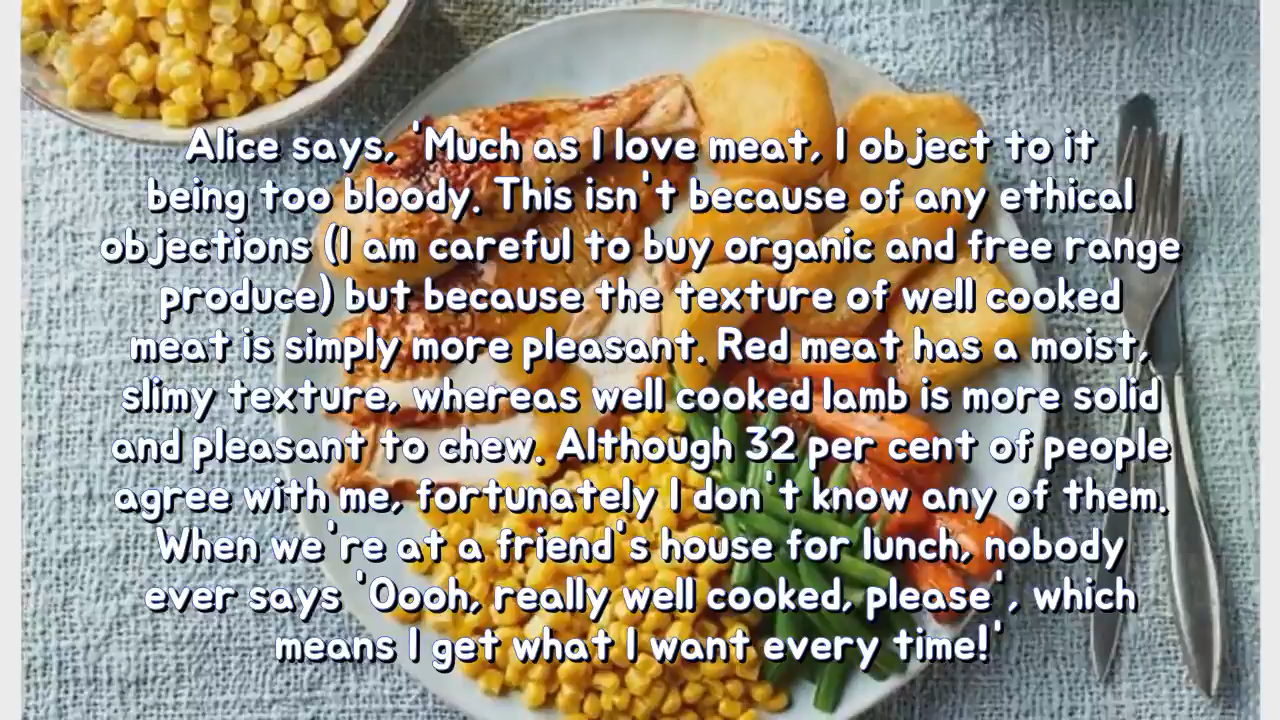 Alice says, 'Much as I love meat, I object to it
being too bloody. This isn't because of any ethical
objections (I am careful to buy organic and free range
produce) but because the texture of well cooked
meat is simply more pleasant. Red meat has a moist,
slimy texture, whereas well cooked lamb is more solid
and pleasant to chew. Although 32 per cent of people
agree with me, fortunately I don't know any of them.
When we're at a friend's house for lunch, nobody
ever says 'Oooh, really well cooked, please', which
means I get what I want every time!'